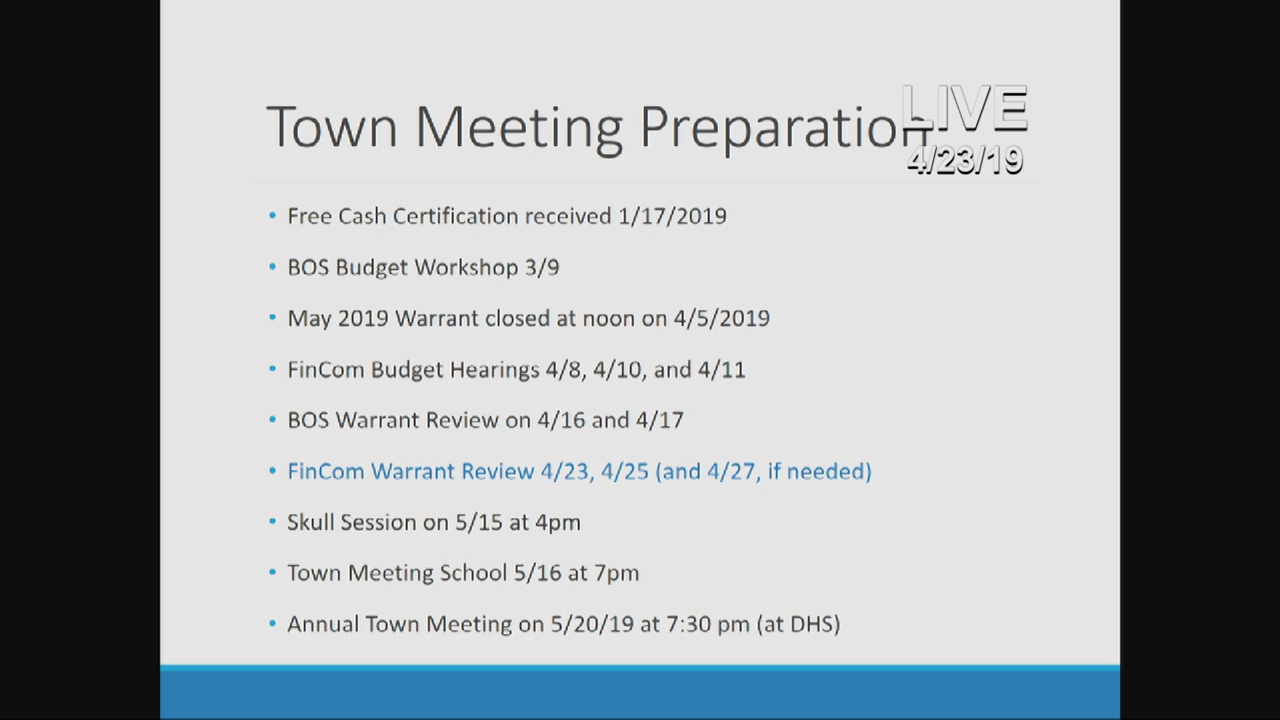 Town Meeting Preparation
LIVE
4/23/19
• Free Cash Certification received 1/17/2019
• BOS Budget Workshop 3/9
• May 2019 Warrant closed at noon on 4/5/2019
• FinCom Budget Hearings 4/8, 4/10, and 4/11
• BOS Warrant Review on 4/16 and 4/17
• FinCom Warrant Review 4/23, 4/25 (and 4/27, if needed)
• Skull Session on 5/15 at 4pm
• Town Meeting School 5/16 at 7pm
• Annual Town Meeting on 5/20/19 at 7:30 pm (at DHS)